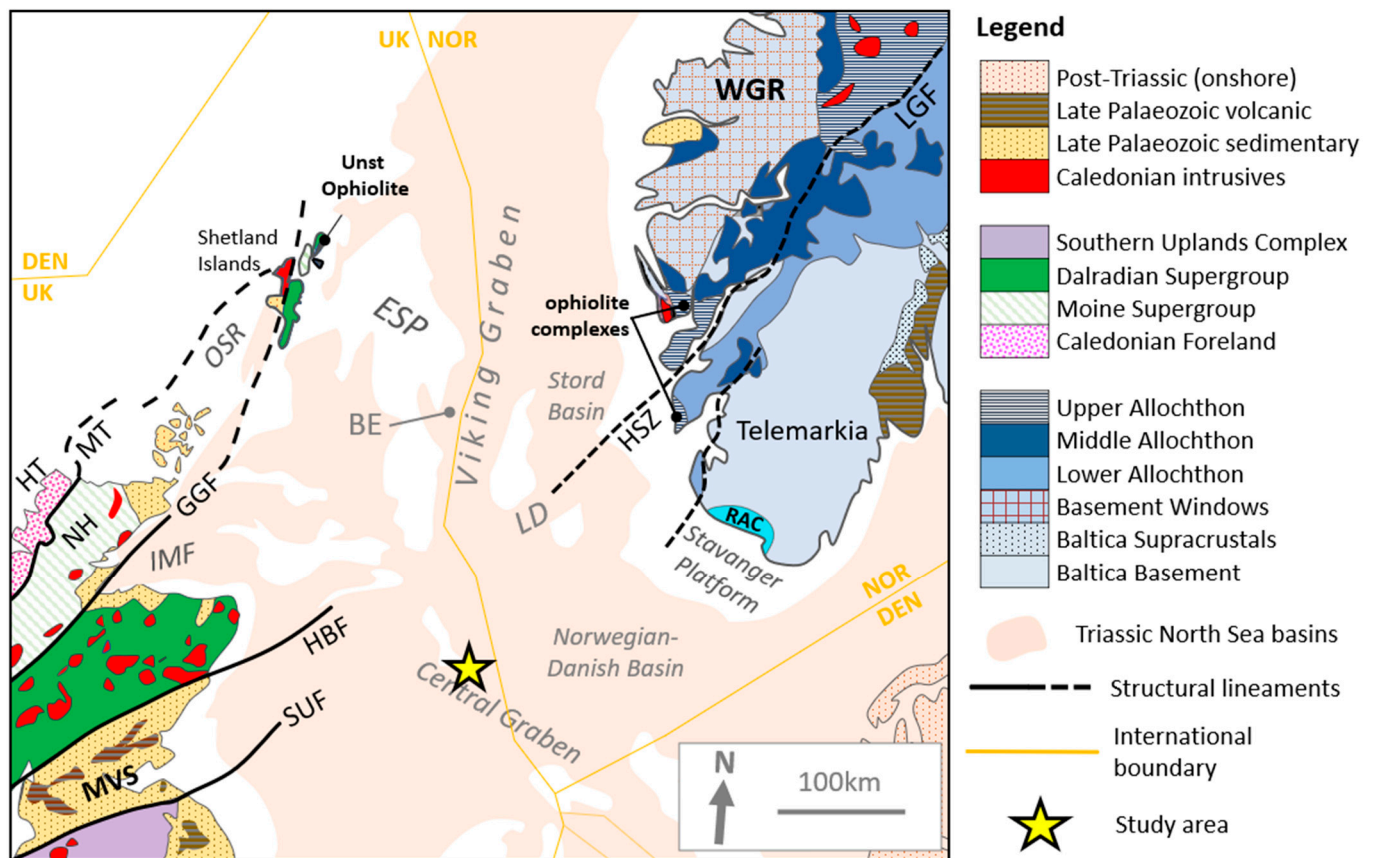 UK NOR
WGR
LGF
Unst
Ophiolite
Shetland
Islands
DEN
UK
OSR
ESP
ophiolite
complexes
Viking Graben
Stord
Basin
BE
HSZ
Telemarkia
HT
MT
GGF
NH
IMF
LD
RAC
Stavanger
Platform
NOR
DEN
HBF
Norwegian-
Danish Basin
Central Graben
SUF
MVS
N
100km
Legend
Post-Triassic (onshore)
Late Palaeozoic volcanic
Late Palaeozoic sedimentary
Caledonian intrusives
Southern Uplands Complex
Dalradian Supergroup
Moine Supergroup
Caledonian Foreland
Upper Allochthon
Middle Allochthon
Lower Allochthon
Basement Windows
Baltica Supracrustals
Baltica Basement
Triassic North Sea basins
Structural lineaments
International
boundary
Study area